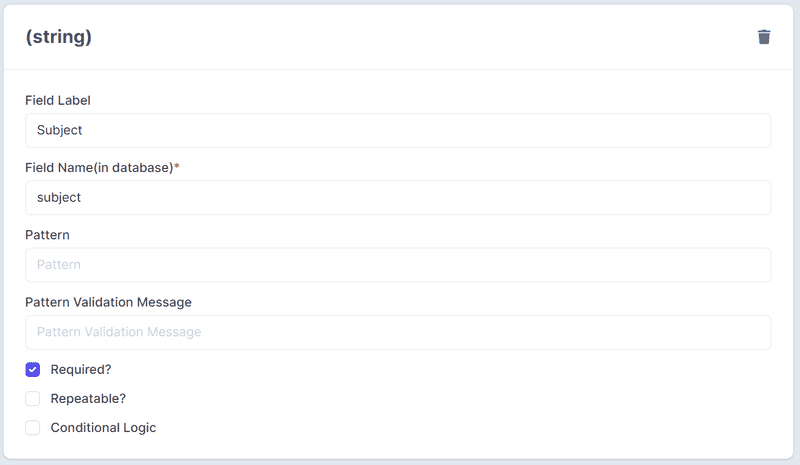 (string)
Field Label
Subject
Field Name(in database)*
subject
Pattern
Pattern
Pattern Validation Message
Pattern Validation Message
Required?
Repeatable?
Conditional Logic